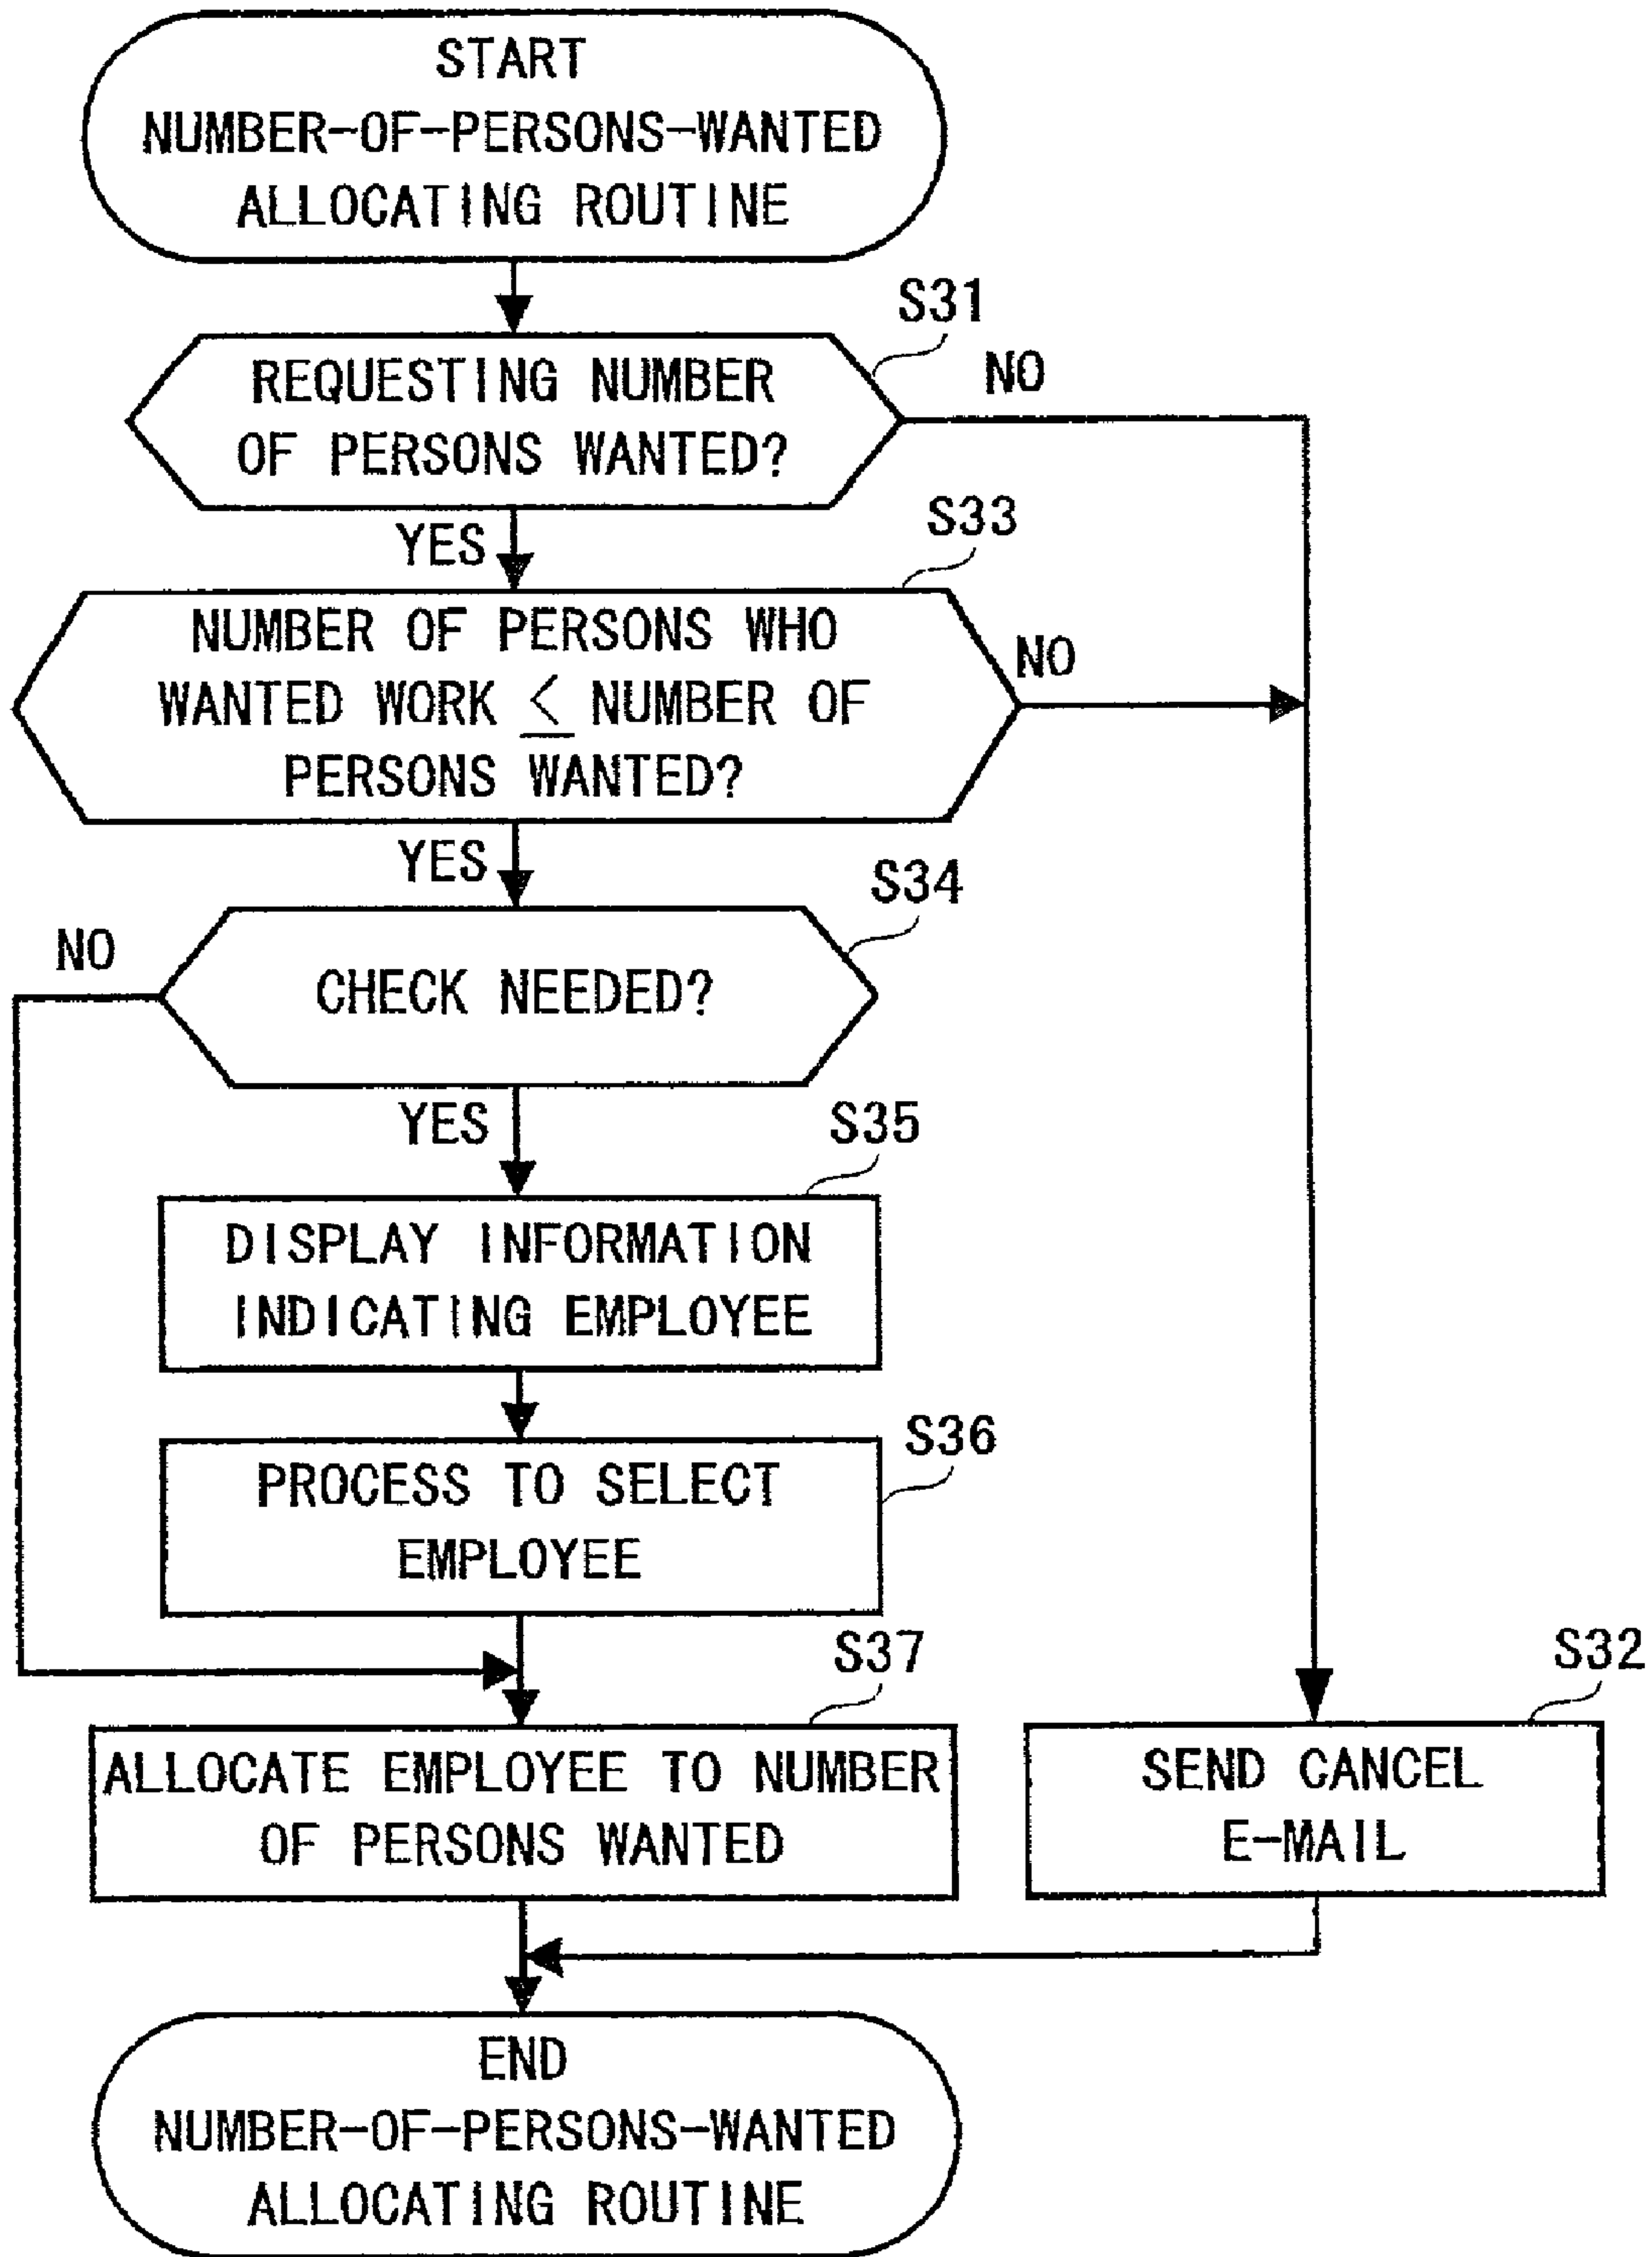 START
NUMBER-OF-PERSONS-WANTED
ALLOCATING ROUTINE
S31
REQUESTING NUMBER
OF PERSONS WANTED?
NO
YES
S33
NUMBER OF PERSONS WHO
WANTED WORK ≤ NUMBER OF
PERSONS WANTED?
NO
YES
S34
NO
CHECK NEEDED?
YES
S35
DISPLAY INFORMATION
INDICATING EMPLOYEE
S36
PROCESS TO SELECT
EMPLOYEE
S37
ALLOCATE EMPLOYEE TO NUMBER
OF PERSONS WANTED
S32
SEND CANCEL
E-MAIL
END
NUMBER-OF-PERSONS-WANTED
ALLOCATING ROUTINE